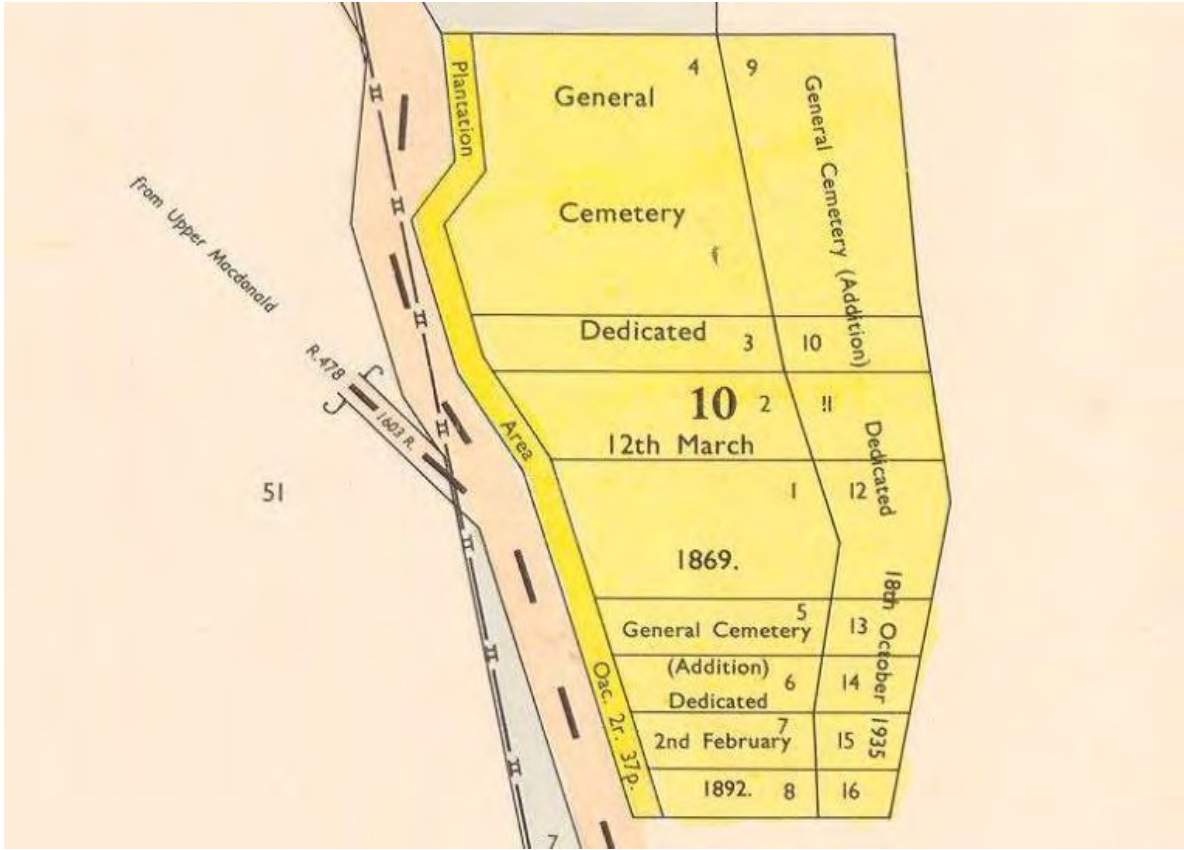 Plantation
Area
Oac. 2r. 37p.
4
General
Cemetery
Dedicated
3
10
2
12th March
1
1869.
5
General Cemetery
(Addition)
6
Dedicated
7
2nd February
1892.
8
9
General Cemetery (Addition)
10
11
Dedicated
12
18th October 1935
13
14
15
16
from Upper Macdonald
R.478
1603 R.
51
7